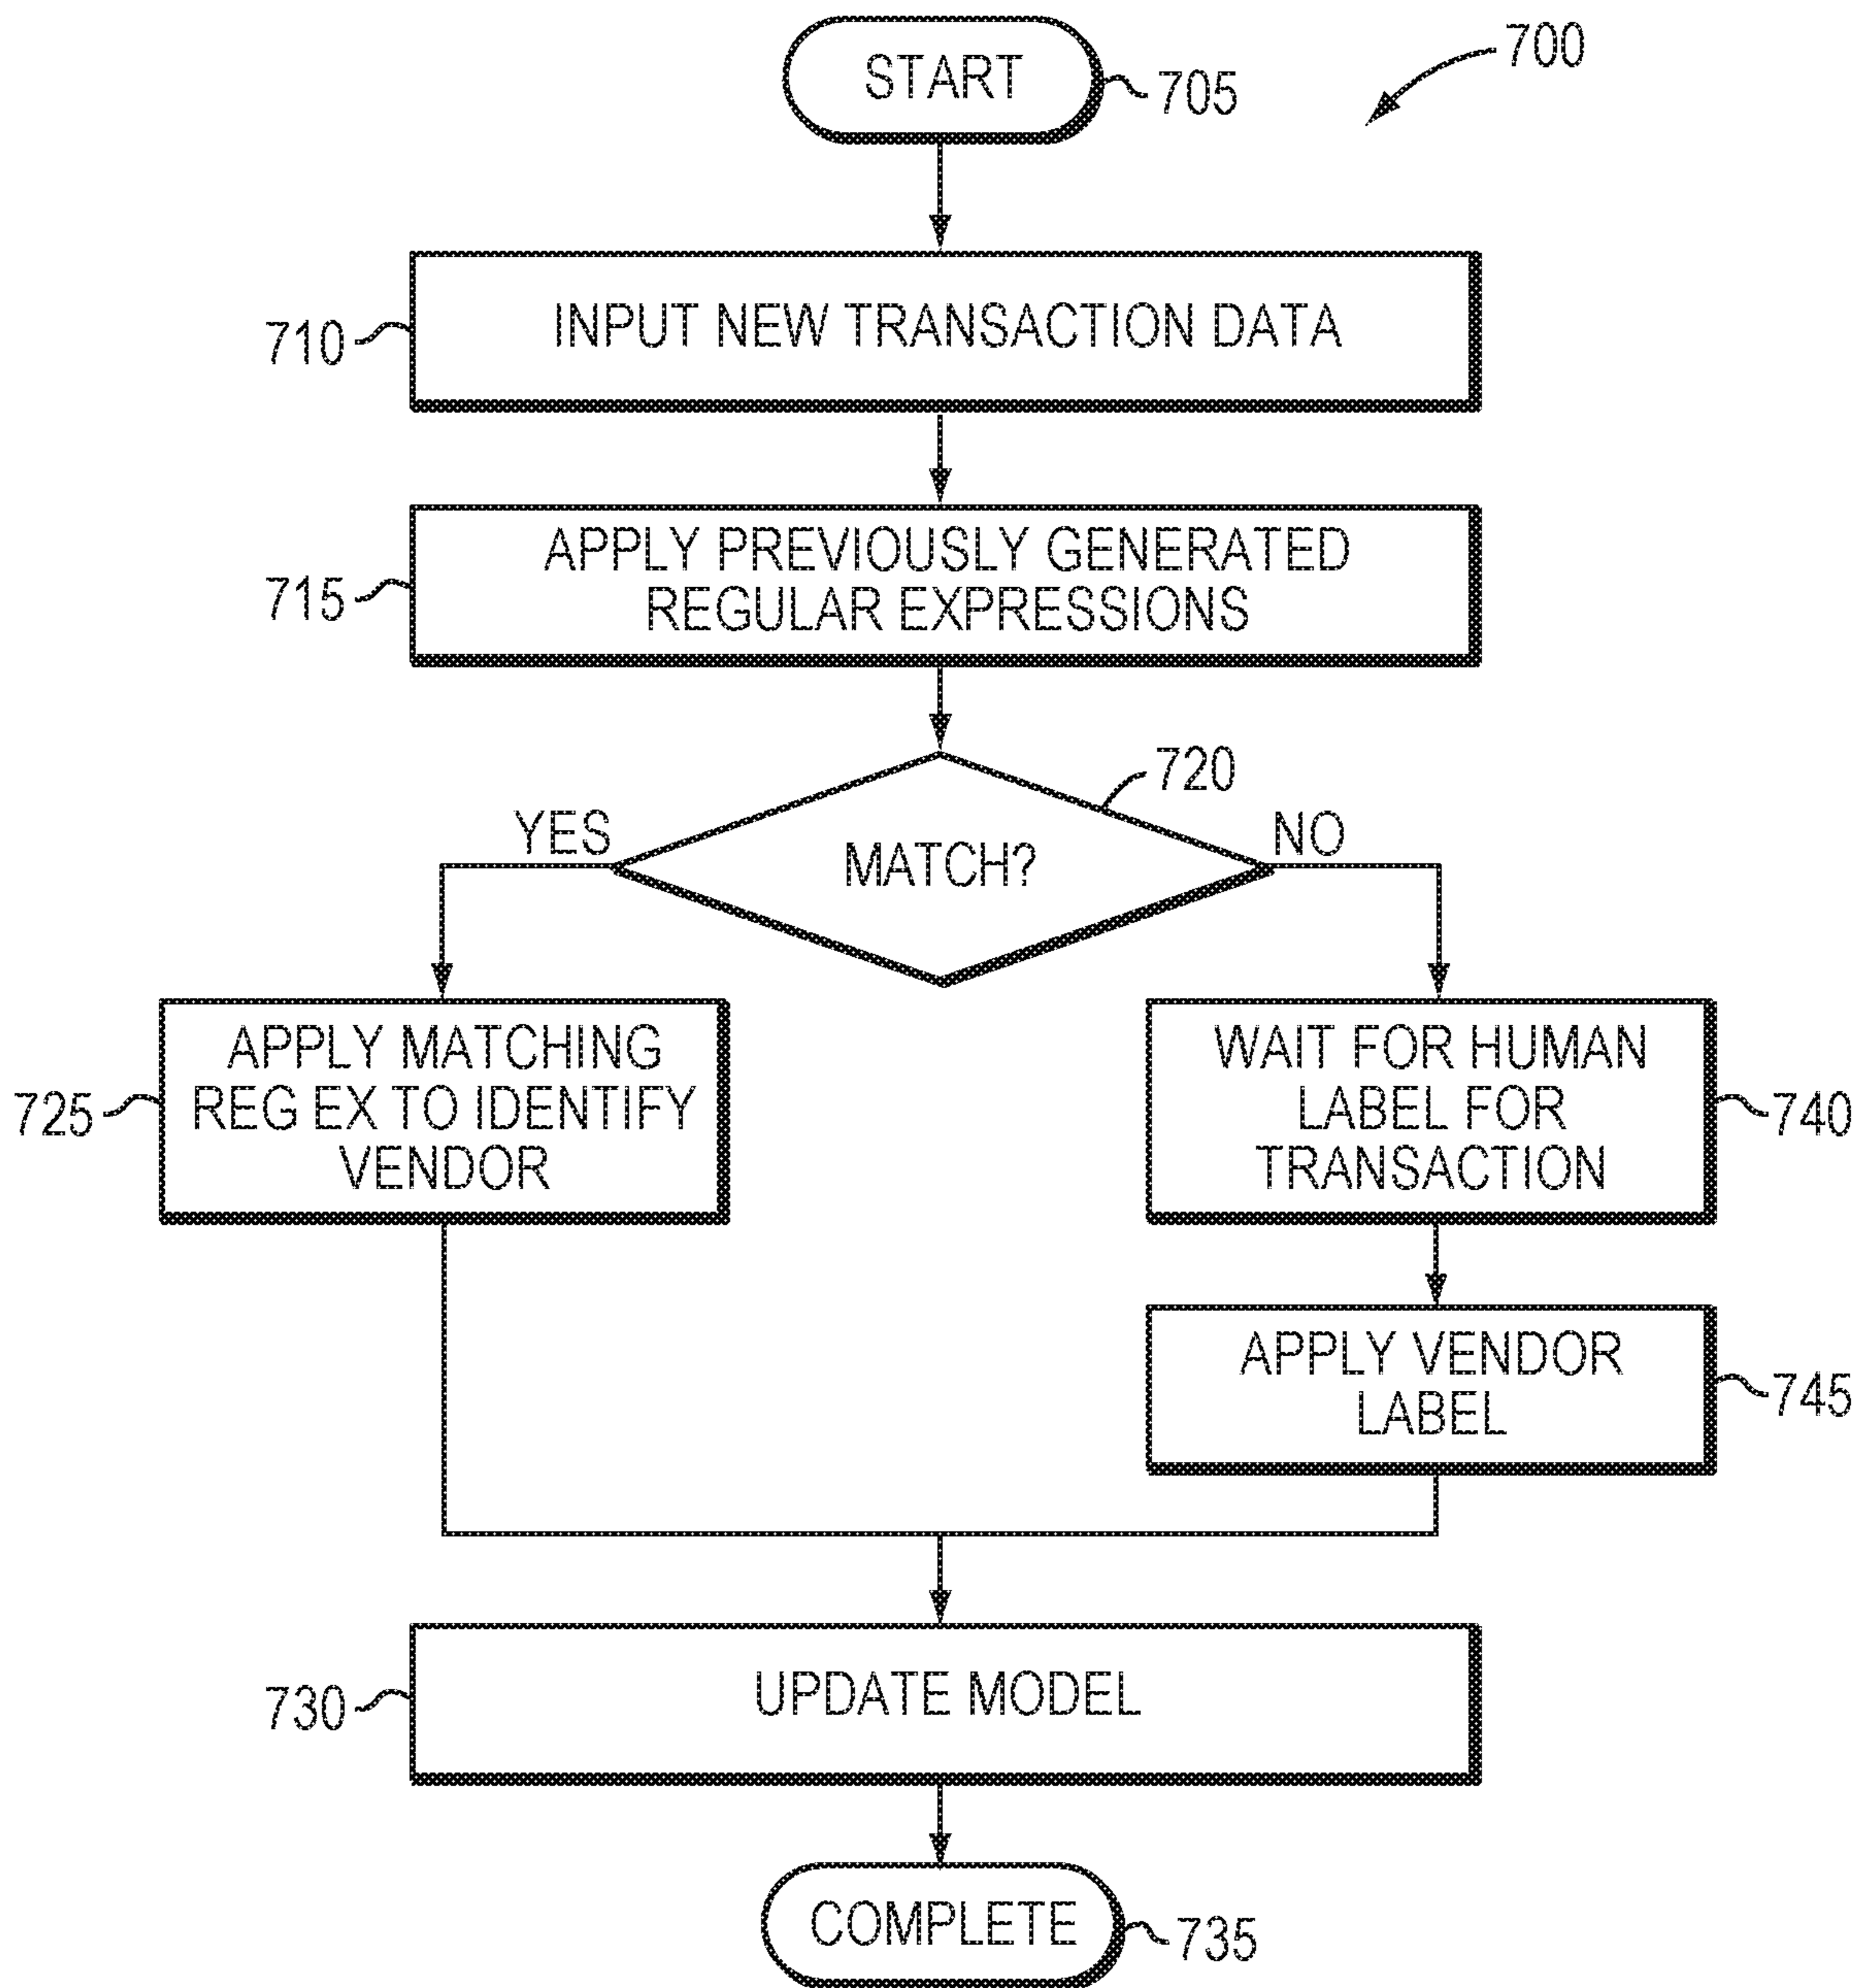 700
START
705
INPUT NEW TRANSACTION DATA
710
APPLY PREVIOUSLY GENERATED
REGULAR EXPRESSIONS
715
720
YES
MATCH?
NO
APPLY MATCHING
REG EX TO IDENTIFY
VENDOR
725
WAIT FOR HUMAN
LABEL FOR
TRANSACTION
740
APPLY VENDOR
LABEL
745
UPDATE MODEL
730
COMPLETE
735